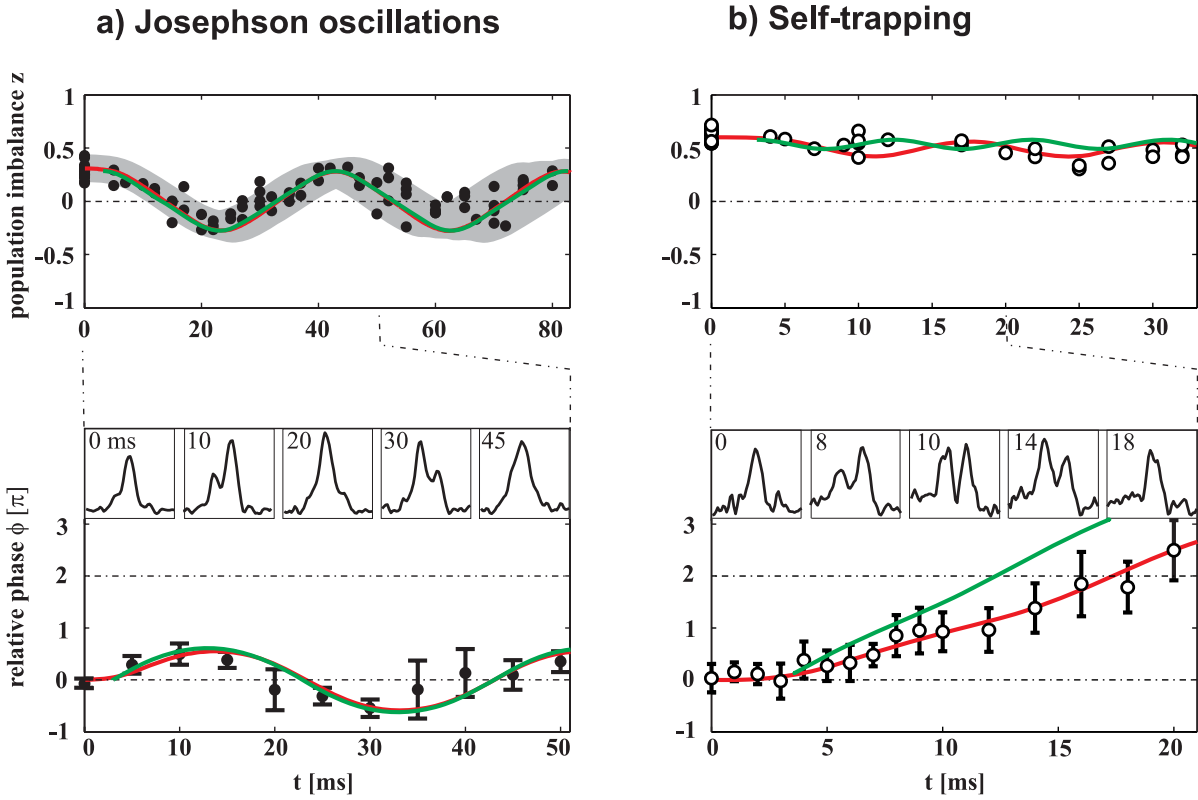 a) Josephson oscillations
b) Self-trapping
population imbalance z
1
0.5
0
-0.5
-1
0 20 40 60 80
1
0.5
0
-0.5
-1
0 5 10 15 20 25 30
0 ms 10 20 30 45
0 8 10 14 18
relative phase ϕ [π]
3
2
1
0
-1
0 10 20 30 40 50
t [ms]
3
2
1
0
-1
0 5 10 15 20
t [ms]